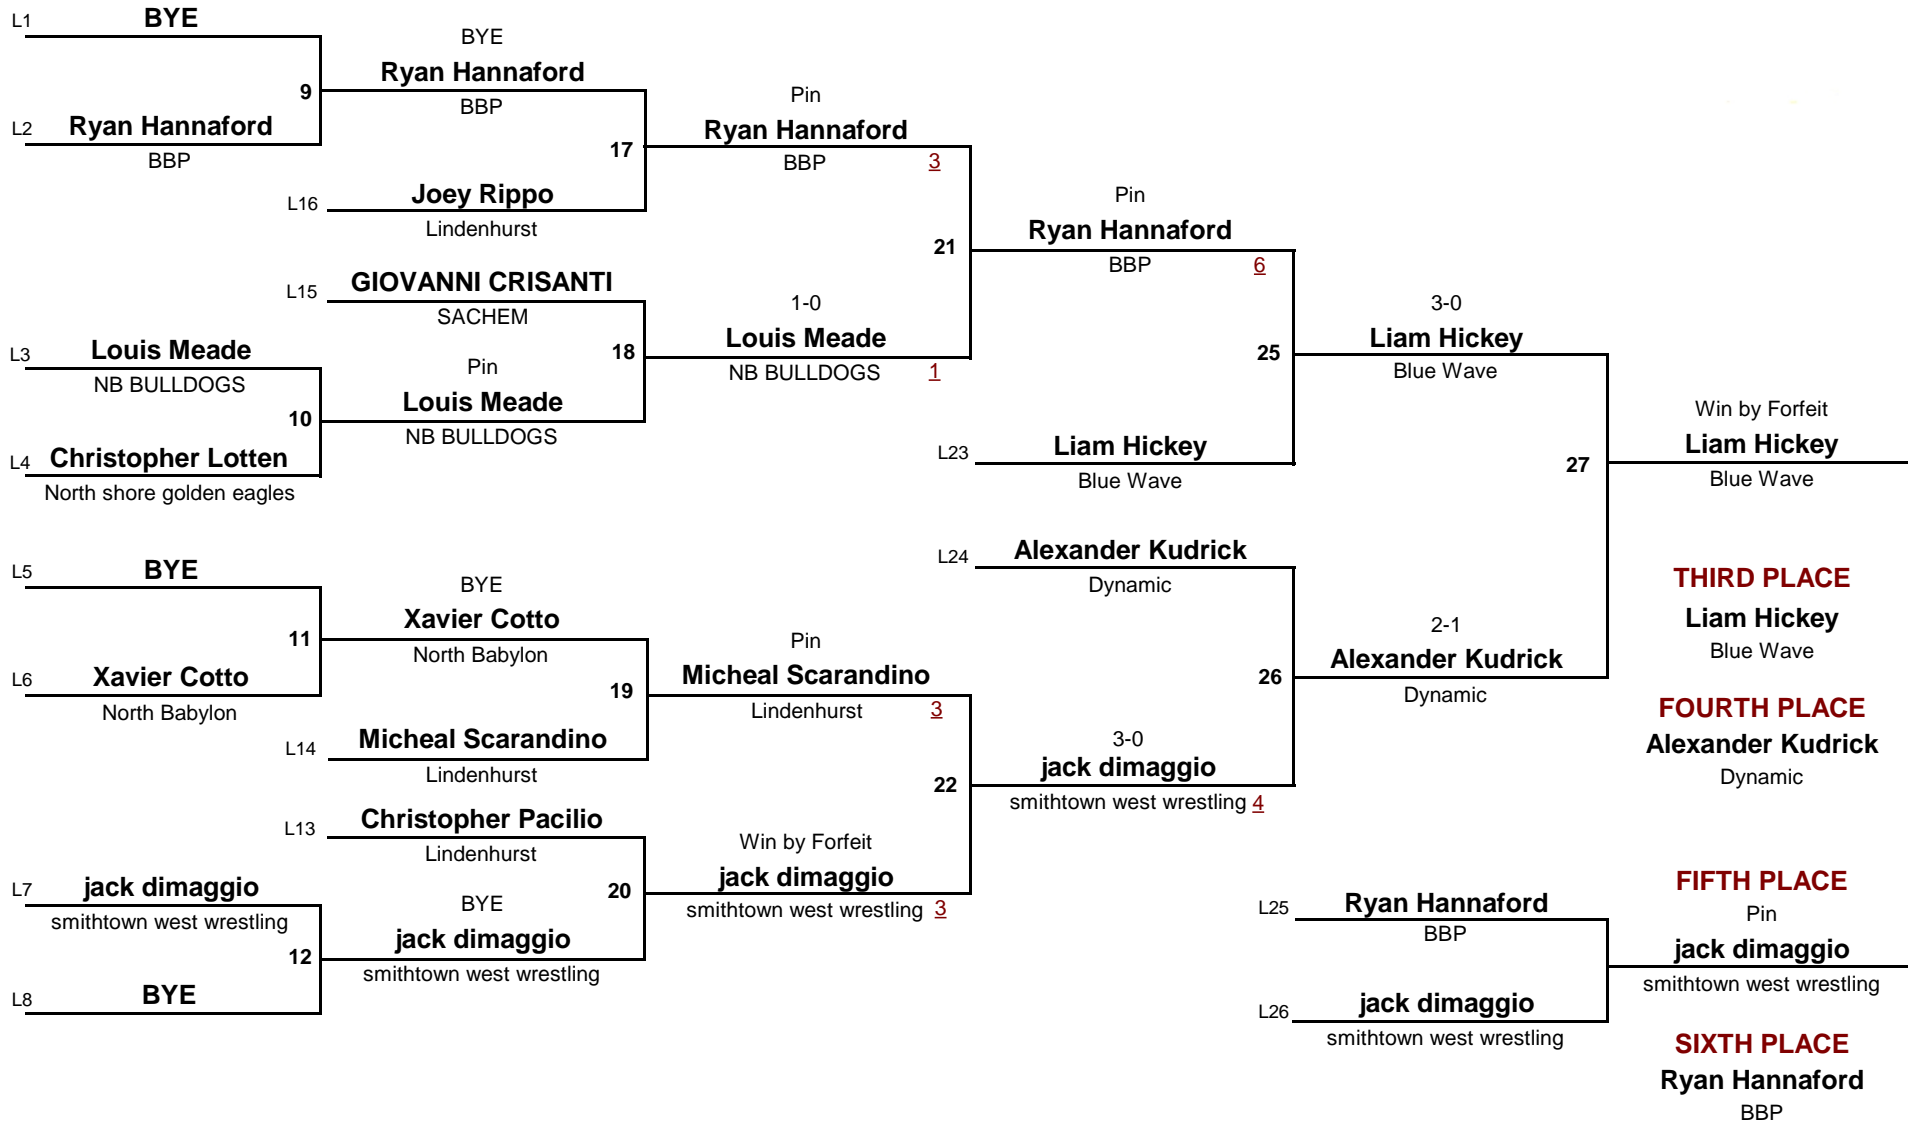 L1 BYE
BYE
Ryan Hannaford
9
BBP
L2 Ryan Hannaford
BBP
Pin
Ryan Hannaford
17
BBP 3
L16 Joey Rippo
Lindenhurst
Pin
Ryan Hannaford
21
BBP 6
L15 GIOVANNI CRISANTI
SACHEM
1-0
Louis Meade
18
NB BULLDOGS 1
L3 Louis Meade
NB BULLDOGS
Pin
Louis Meade
10
NB BULLDOGS
L4 Christopher Lotten
North shore golden eagles
3-0
Liam Hickey
25
Blue Wave
L23 Liam Hickey
Blue Wave
Win by Forfeit
Liam Hickey
27
Blue Wave
L24 Alexander Kudrick
Dynamic
L5 BYE
BYE
Xavier Cotto
11
North Babylon
L6 Xavier Cotto
North Babylon
Pin
Micheal Scarandino
19
Lindenhurst 3
L14 Micheal Scarandino
Lindenhurst
2-1
Alexander Kudrick
26
Dynamic
THIRD PLACE
Liam Hickey
Blue Wave
FOURTH PLACE
Alexander Kudrick
Dynamic
3-0
jack dimaggio
22
smithtown west wrestling 4
L13 Christopher Pacilio
Lindenhurst
Win by Forfeit
jack dimaggio
20
smithtown west wrestling 3
L7 jack dimaggio
smithtown west wrestling
BYE
jack dimaggio
12
smithtown west wrestling
L8 BYE
L25 Ryan Hannaford
BBP
FIFTH PLACE
Pin
jack dimaggio
smithtown west wrestling
L26 jack dimaggio
smithtown west wrestling
SIXTH PLACE
Ryan Hannaford
BBP